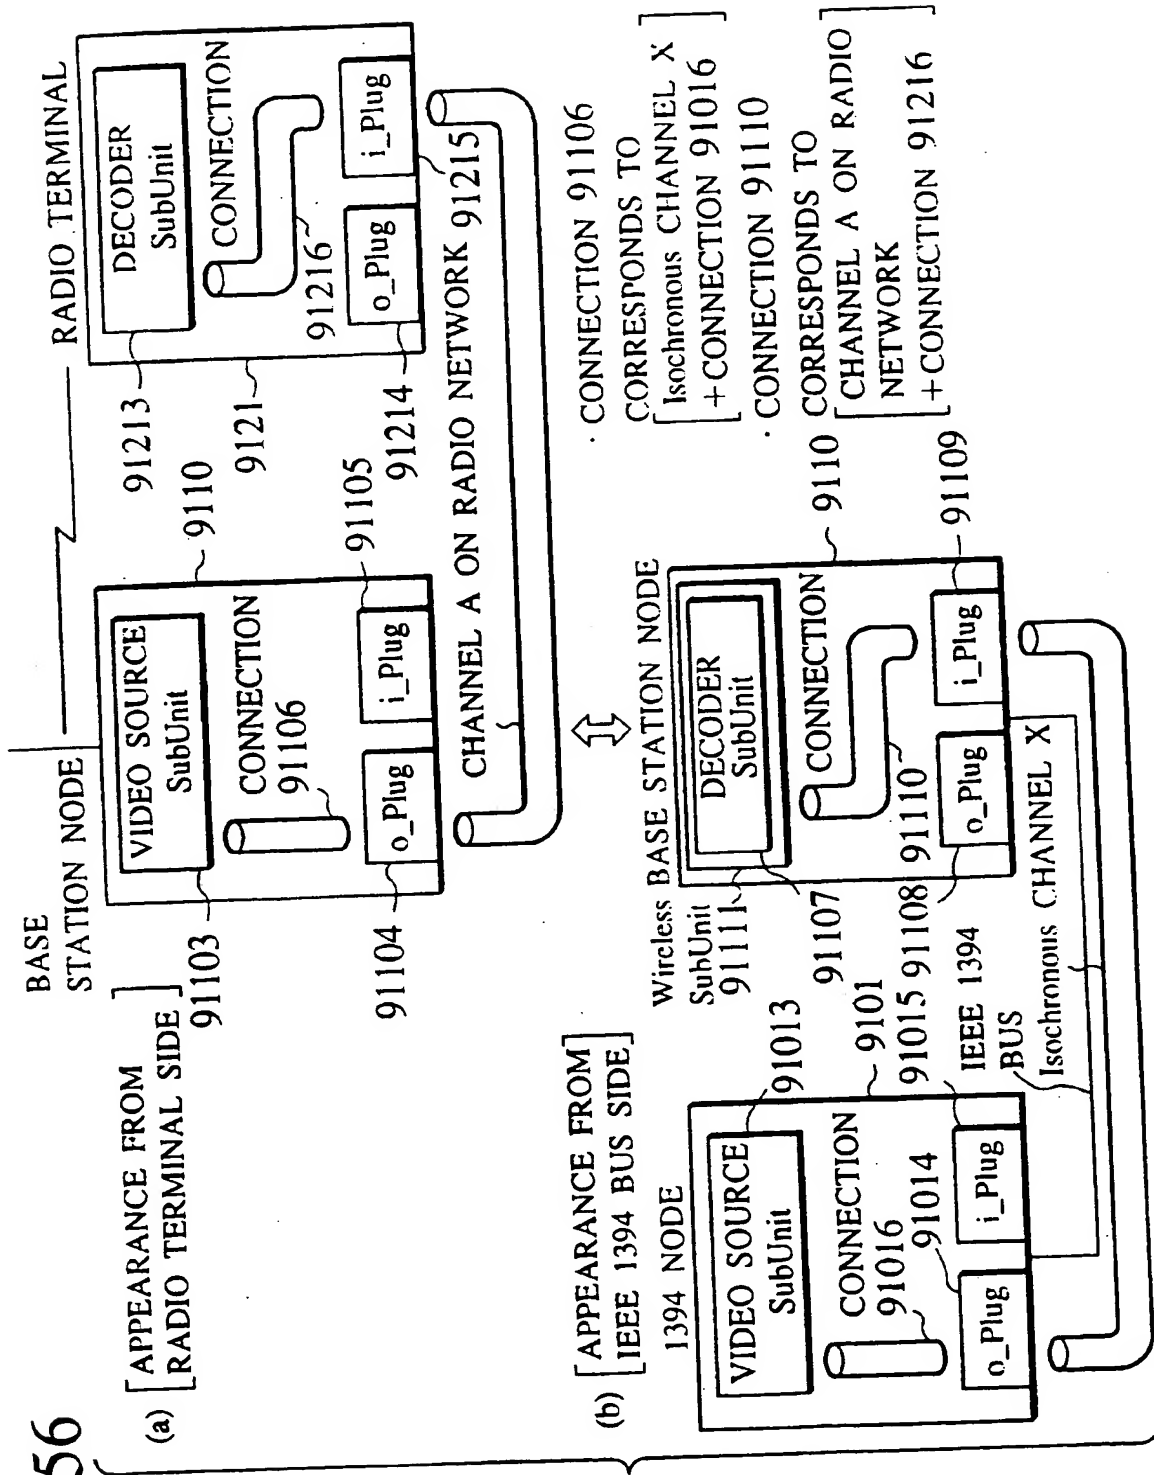 56
(a) [APPEARANCE FROM
RADIO TERMINAL SIDE]
BASE
STATION NODE
RADIO TERMINAL
91103
VIDEO SOURCE
SubUnit
9110
CONNECTION
91106
91105
91104
o_Plug
i_Plug
91213
DECODER
SubUnit
9121
CONNECTION
91216
91214
o_Plug
i_Plug
91215
CHANNEL A ON RADIO NETWORK
(b) [APPEARANCE FROM
IEEE 1394 BUS SIDE]
1394 NODE
91013
VIDEO SOURCE
SubUnit
9101
CONNECTION
91016
91014
91015
o_Plug
i_Plug
IEEE 1394
BUS
Isochronous CHANNEL X
Wireless
SubUnit
91111
BASE STATION NODE
DECODER
SubUnit
91107
9110
CONNECTION
91110
91108
o_Plug
i_Plug
91109
· CONNECTION 91106
CORRESPONDS TO
[Isochronous CHANNEL X
+CONNECTION 91016]
· CONNECTION 91110
CORRESPONDS TO
[CHANNEL A ON RADIO
NETWORK
+CONNECTION 91216]